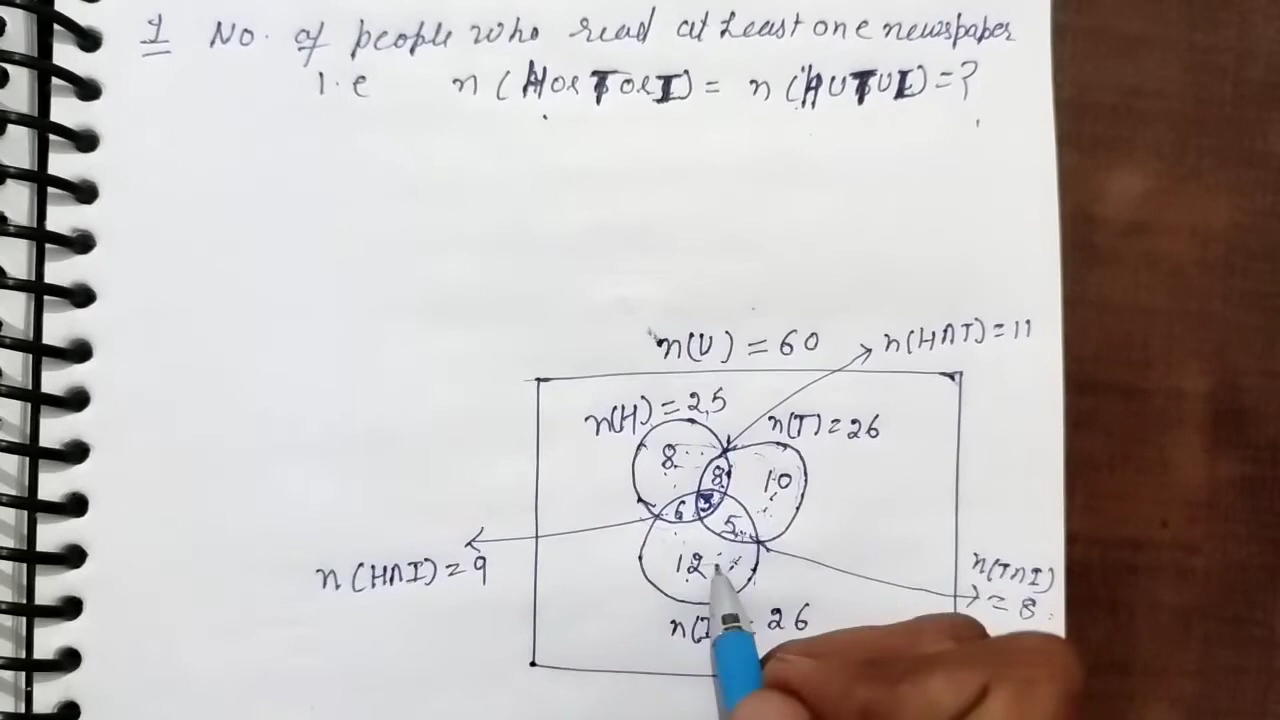 1 No. of people who read at least one newspaper
i.e n(H or T or I) = n(HUTUI)=?
n(U) = 60
n(H∩T)=11
n(H) = 25
n(T) = 26
8
8
10
6
3
5
12
n(H∩I) = 9
n(T∩I)
= 8
n(I 26